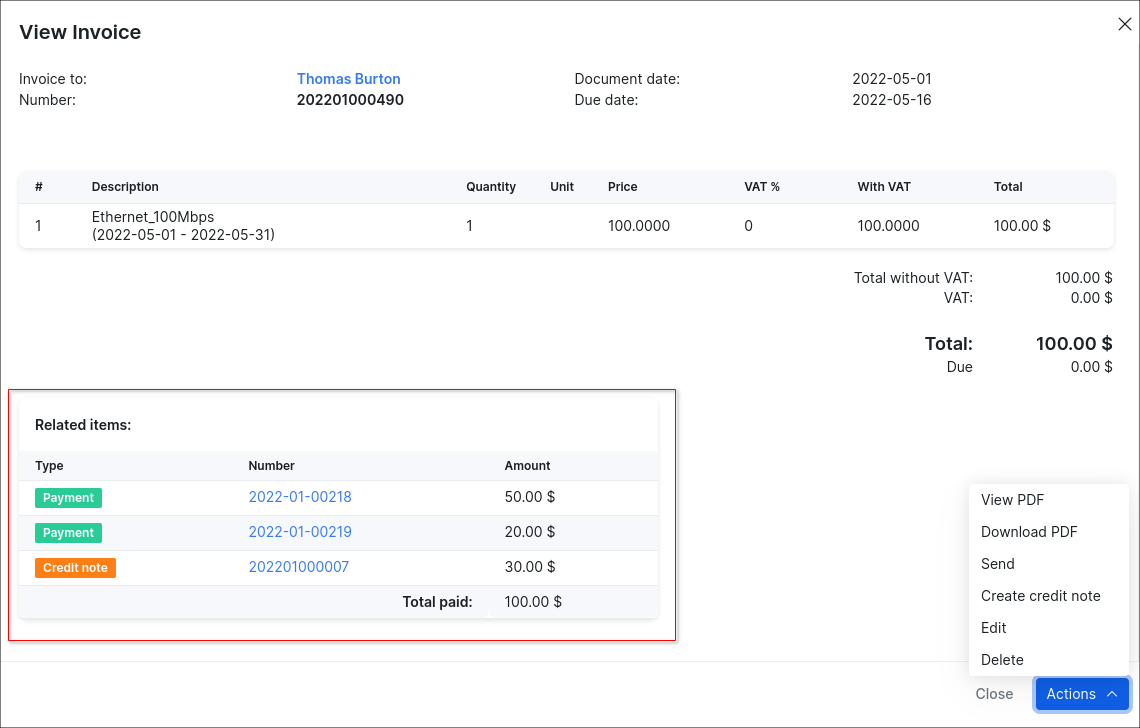 View Invoice
Invoice to: Thomas Burton Document date: 2022-05-01
Number: 202201000490 Due date: 2022-05-16
# Description Quantity Unit Price VAT % With VAT Total
1 Ethernet_100Mbps 1 100.0000 0 100.0000 100.00 $
(2022-05-01 - 2022-05-31)
Total without VAT: 100.00 $
VAT: 0.00 $
Total: 100.00 $
Due 0.00 $
Related items:
Type Number Amount
Payment 2022-01-00218 50.00 $
Payment 2022-01-00219 20.00 $
Credit note 202201000007 30.00 $
Total paid: 100.00 $
View PDF
Download PDF
Send
Create credit note
Edit
Delete
Close Actions